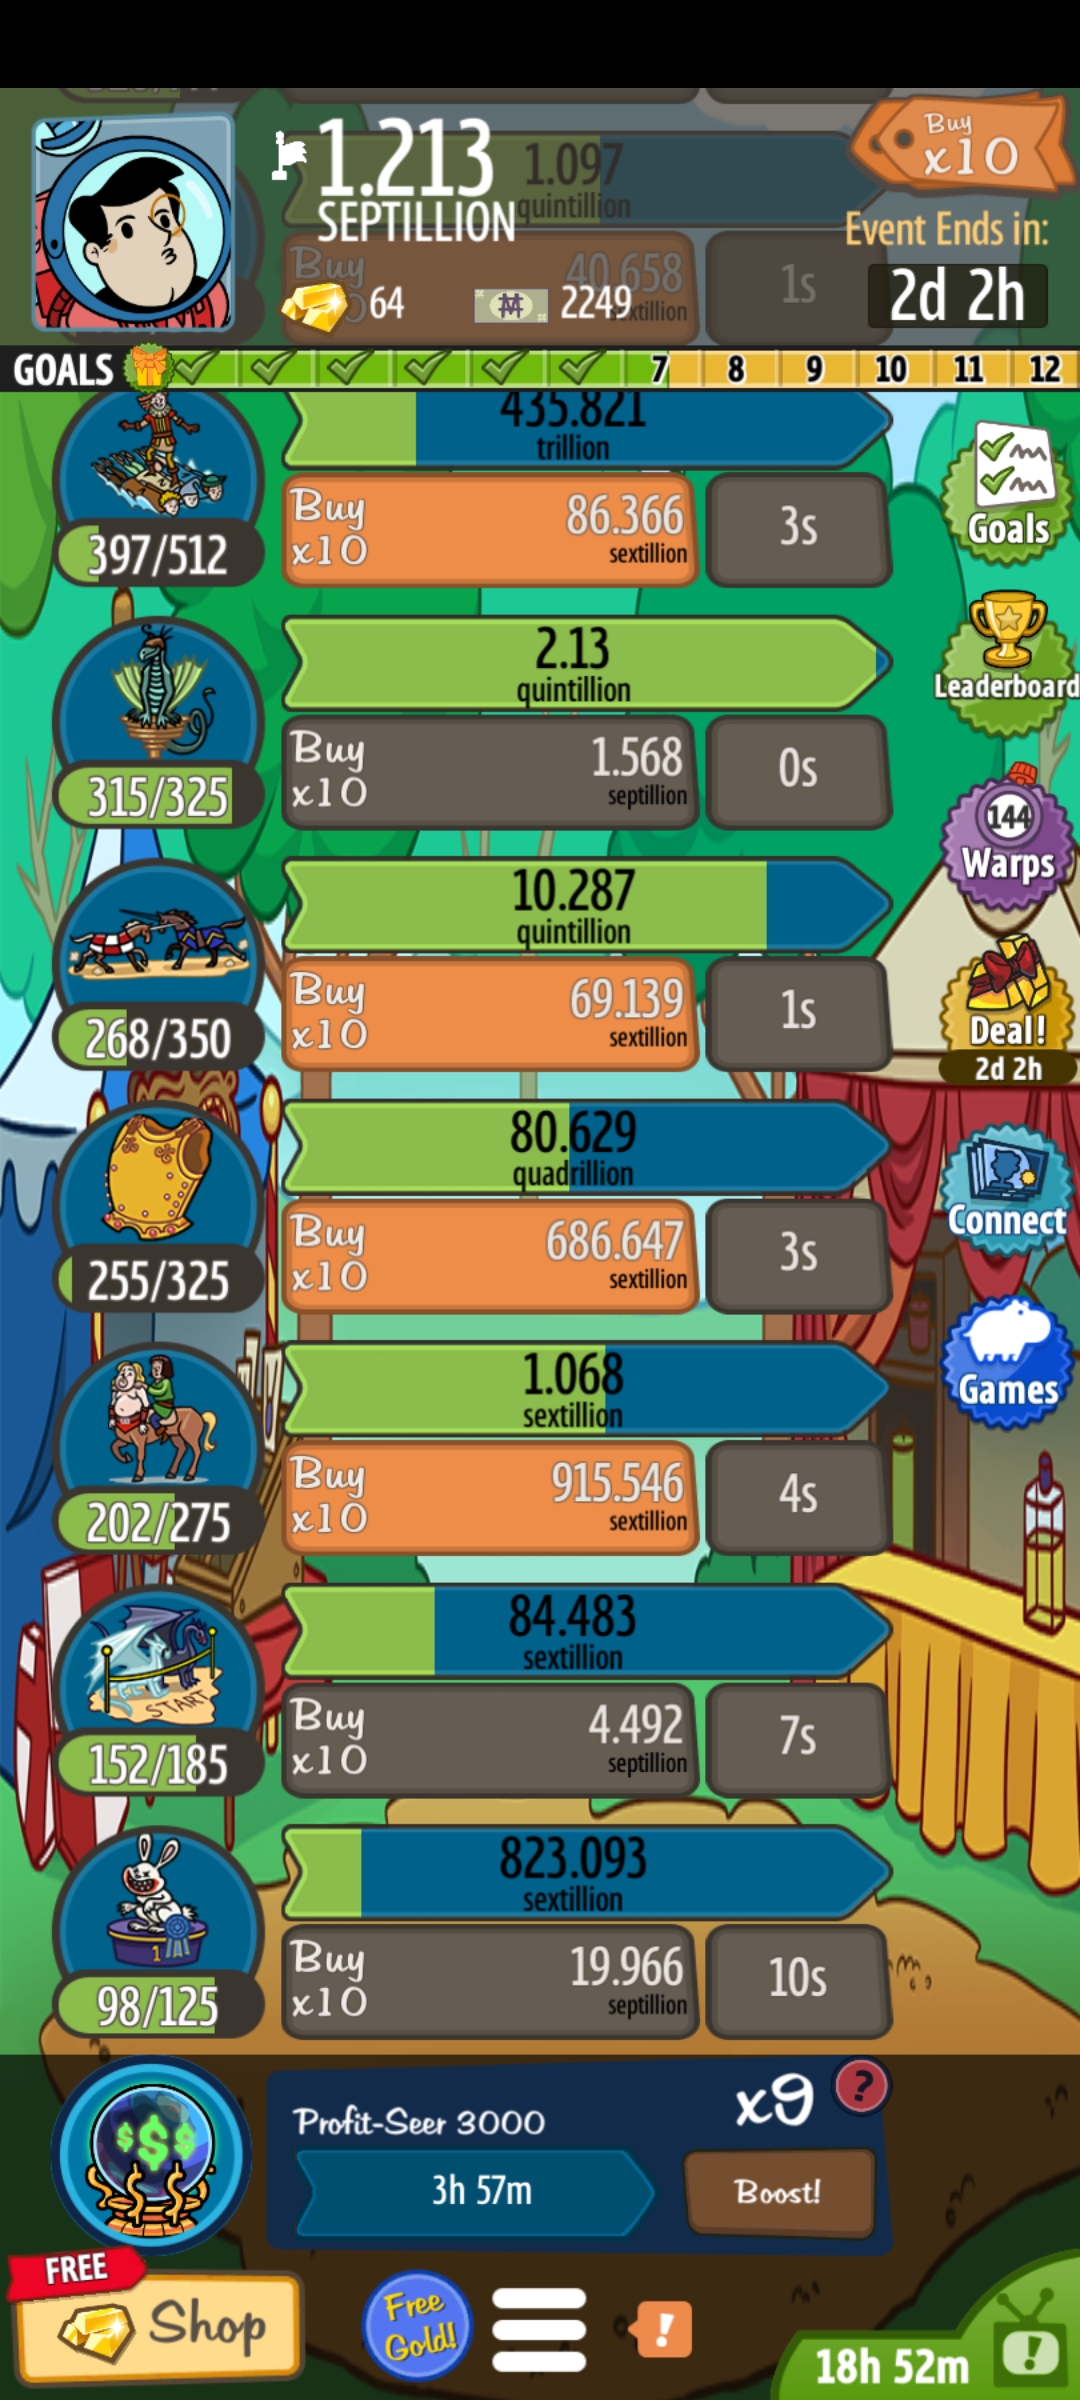 1.213
SEPTILLION
1.097
quintillion
Buy
x10
Buy
40.658
sextillion
1s
Event Ends in:
2d 2h
64
2249
GOALS
7 8 9 10 11 12
435.821
trillion
397/512
Buy
x10
86.366
sextillion
3s
Goals
2.13
quintillion
315/325
Buy
x10
1.568
septillion
0s
Leaderboard
10.287
quintillion
268/350
Buy
x10
69.139
sextillion
1s
144
Warps
Deal!
2d 2h
80.629
quadrillion
255/325
Buy
x10
686.647
sextillion
3s
Connect
1.068
sextillion
202/275
Buy
x10
915.546
sextillion
4s
Games
84.483
sextillion
START
152/185
Buy
x10
4.492
septillion
7s
823.093
sextillion
1
98/125
Buy
x10
19.966
septillion
10s
$$$
Profit-Seer 3000
x9
?
3h 57m
Boost!
FREE
Shop
Free
Gold!
!
18h 52m
!